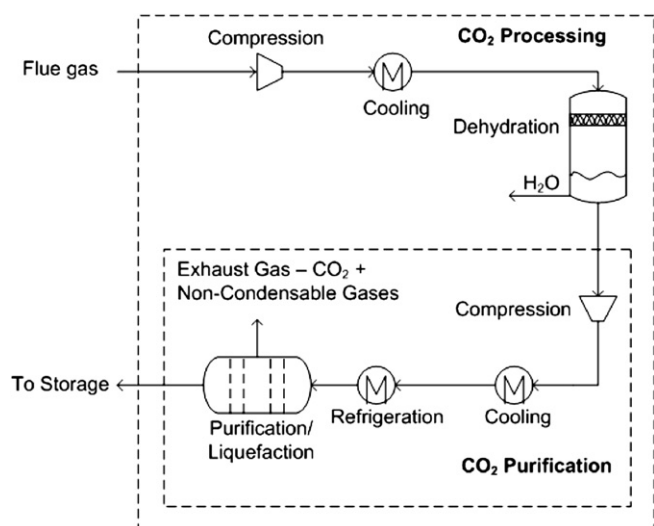 CO₂ Processing
Compression
Flue gas
Cooling
Dehydration
H₂O
Exhaust Gas – CO₂ +
Non-Condensable Gases
Compression
To Storage
Refrigeration
Cooling
Purification/
Liquefaction
CO₂ Purification